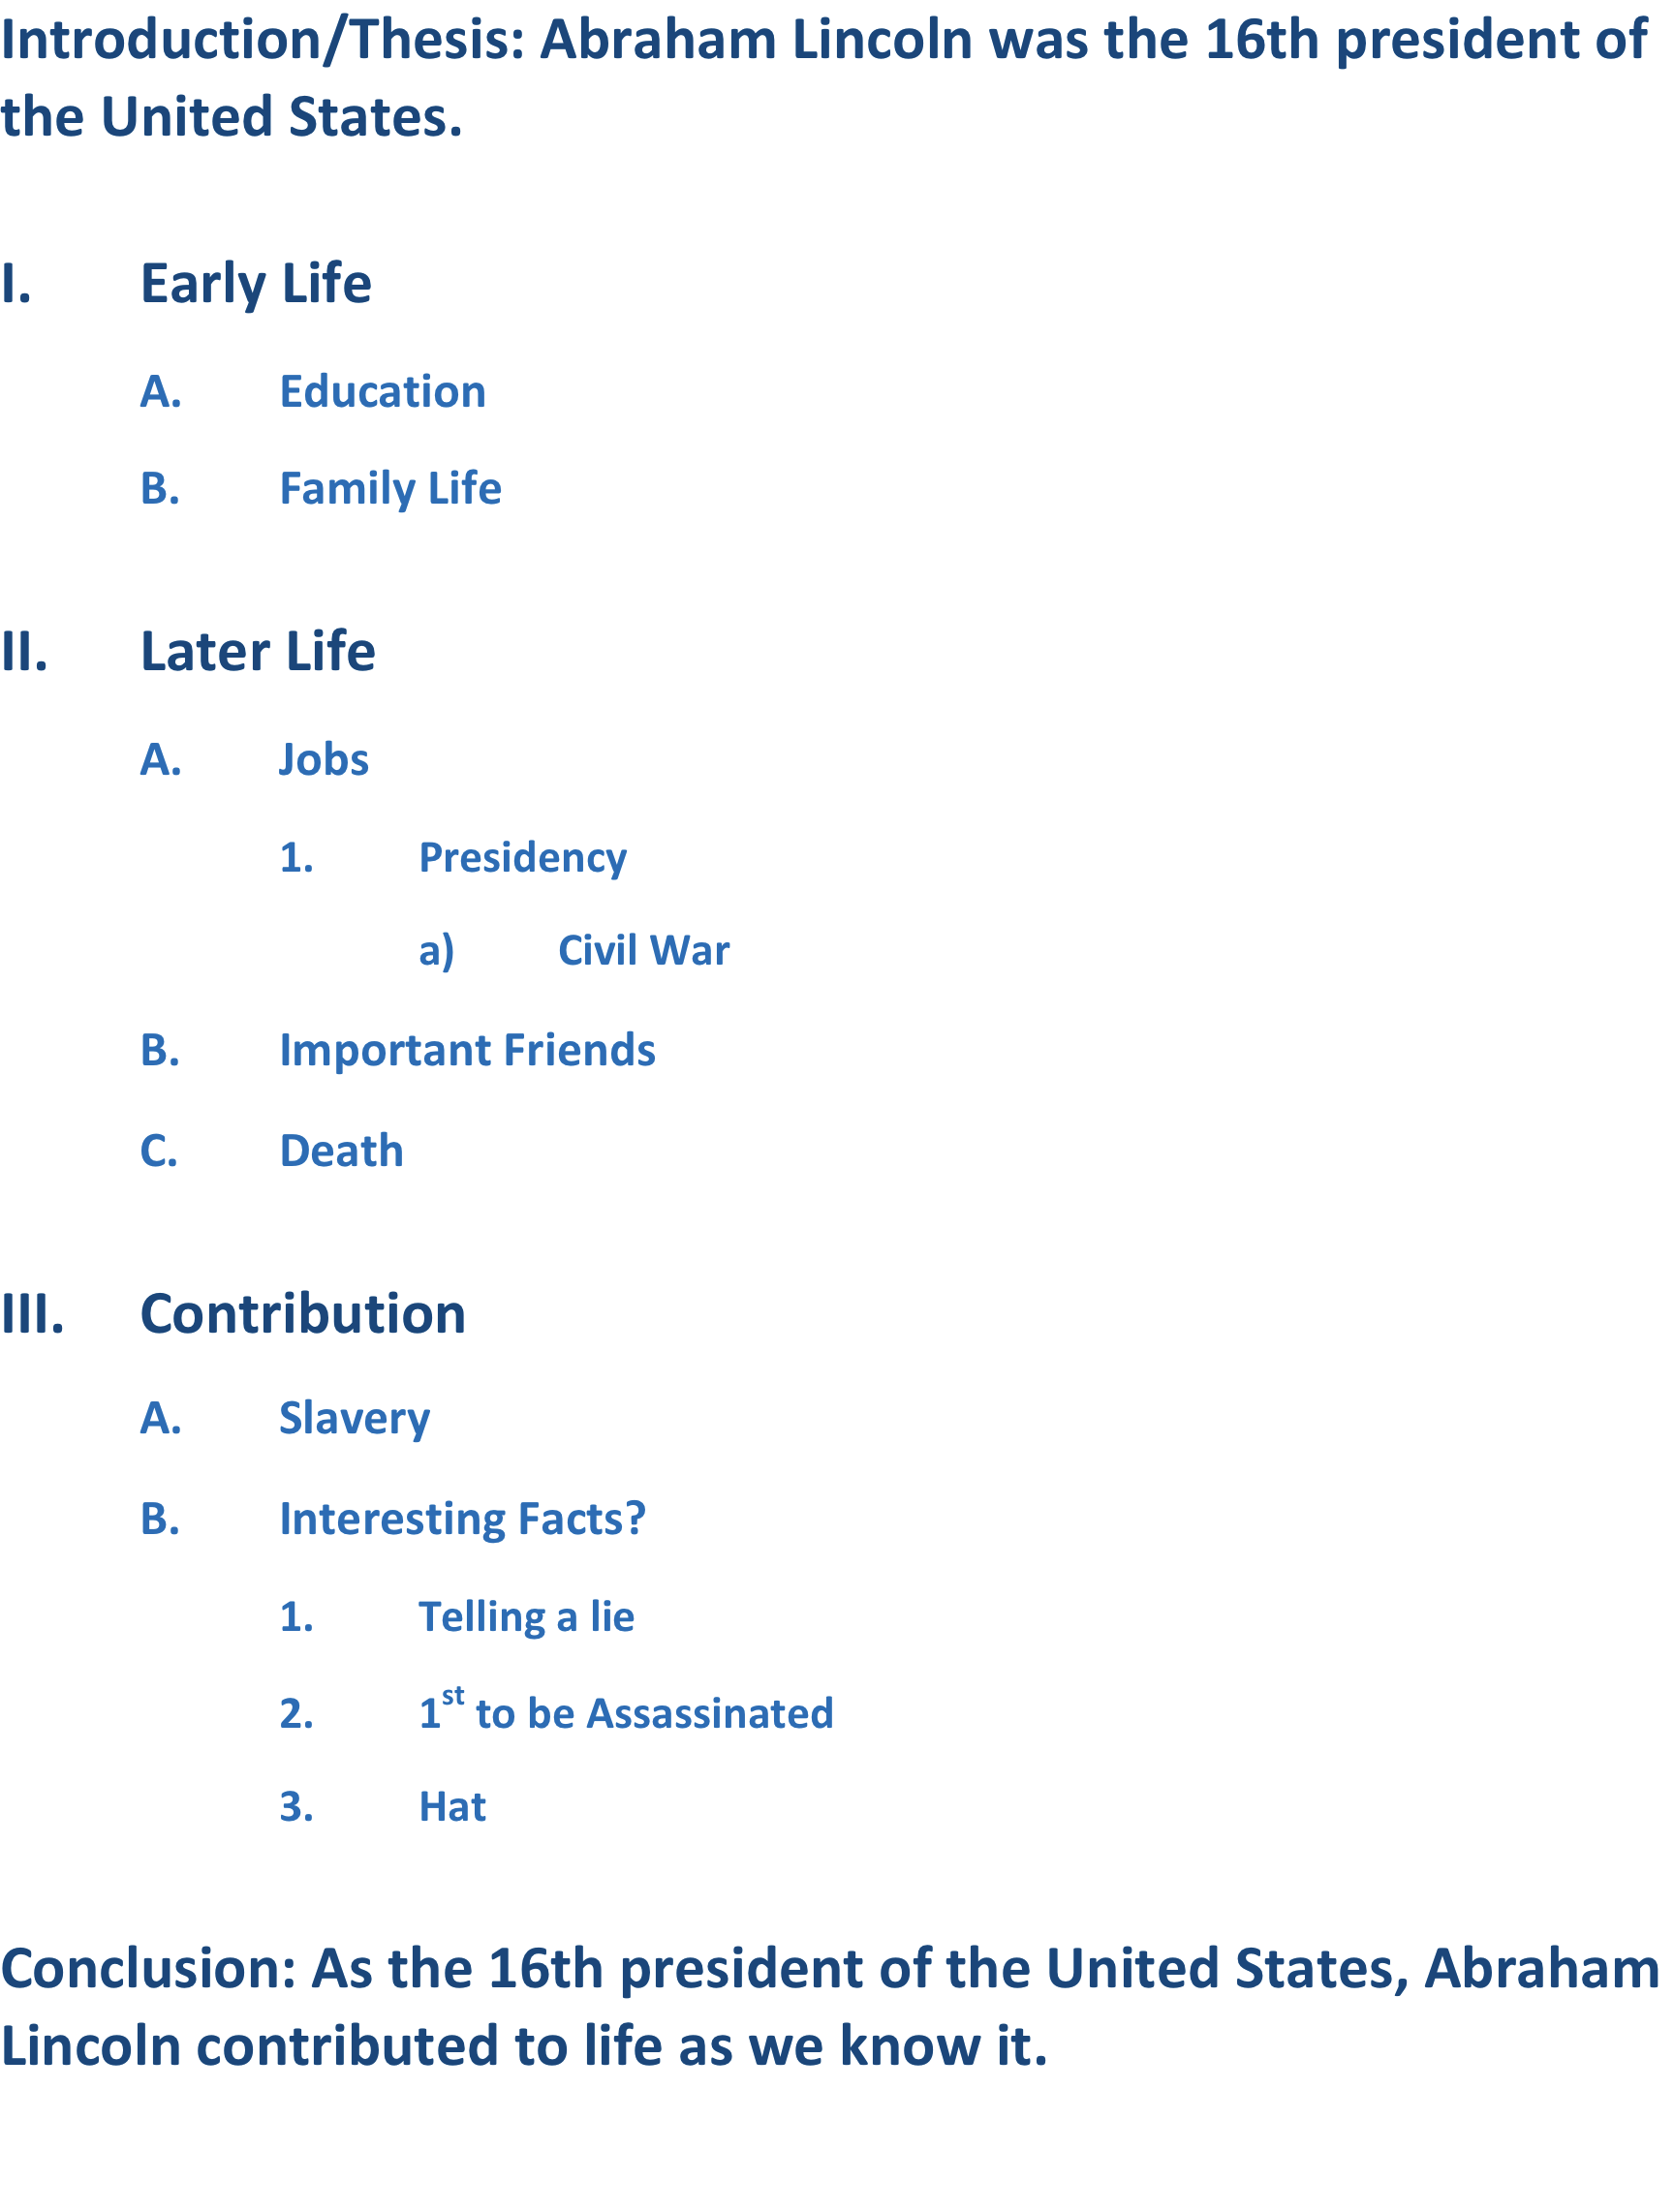 Introduction/Thesis: Abraham Lincoln was the 16th president of
the United States.
I. Early Life
A. Education
B. Family Life
II. Later Life
A. Jobs
1. Presidency
a) Civil War
B. Important Friends
C. Death
III. Contribution
A. Slavery
B. Interesting Facts?
1. Telling a lie
2. 1st to be Assassinated
3. Hat
Conclusion: As the 16th president of the United States, Abraham
Lincoln contributed to life as we know it.